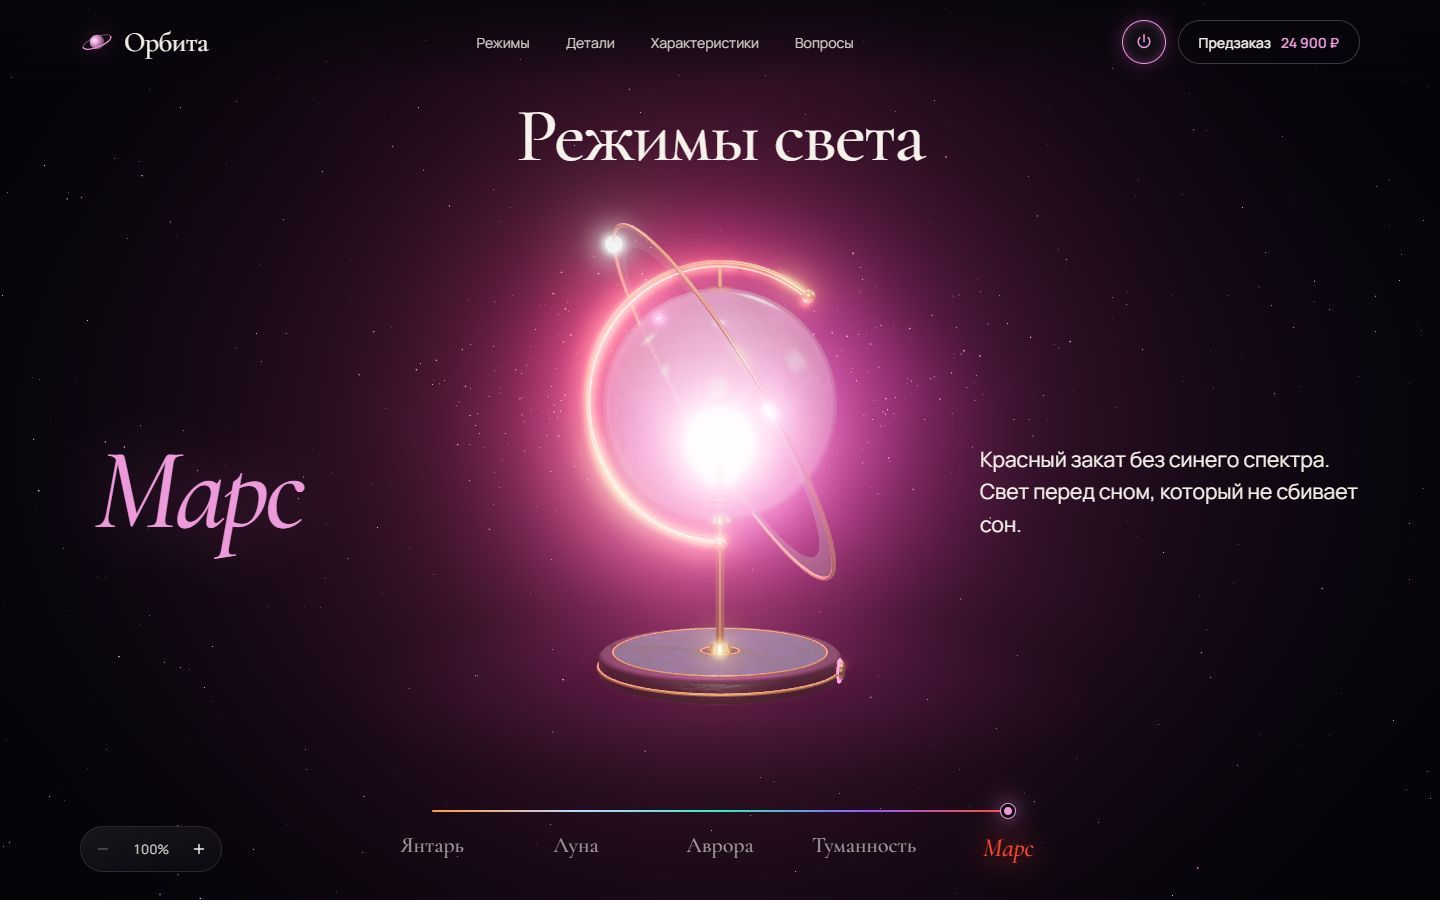 Орбита
Режимы
Детали
Характеристики
Вопросы
Предзаказ 24 900 ₽
Режимы света
Марс
Красный закат без синего спектра.
Свет перед сном, который не сбивает
сон.
Янтарь
Луна
Аврора
Туманность
Марс
− 100% +